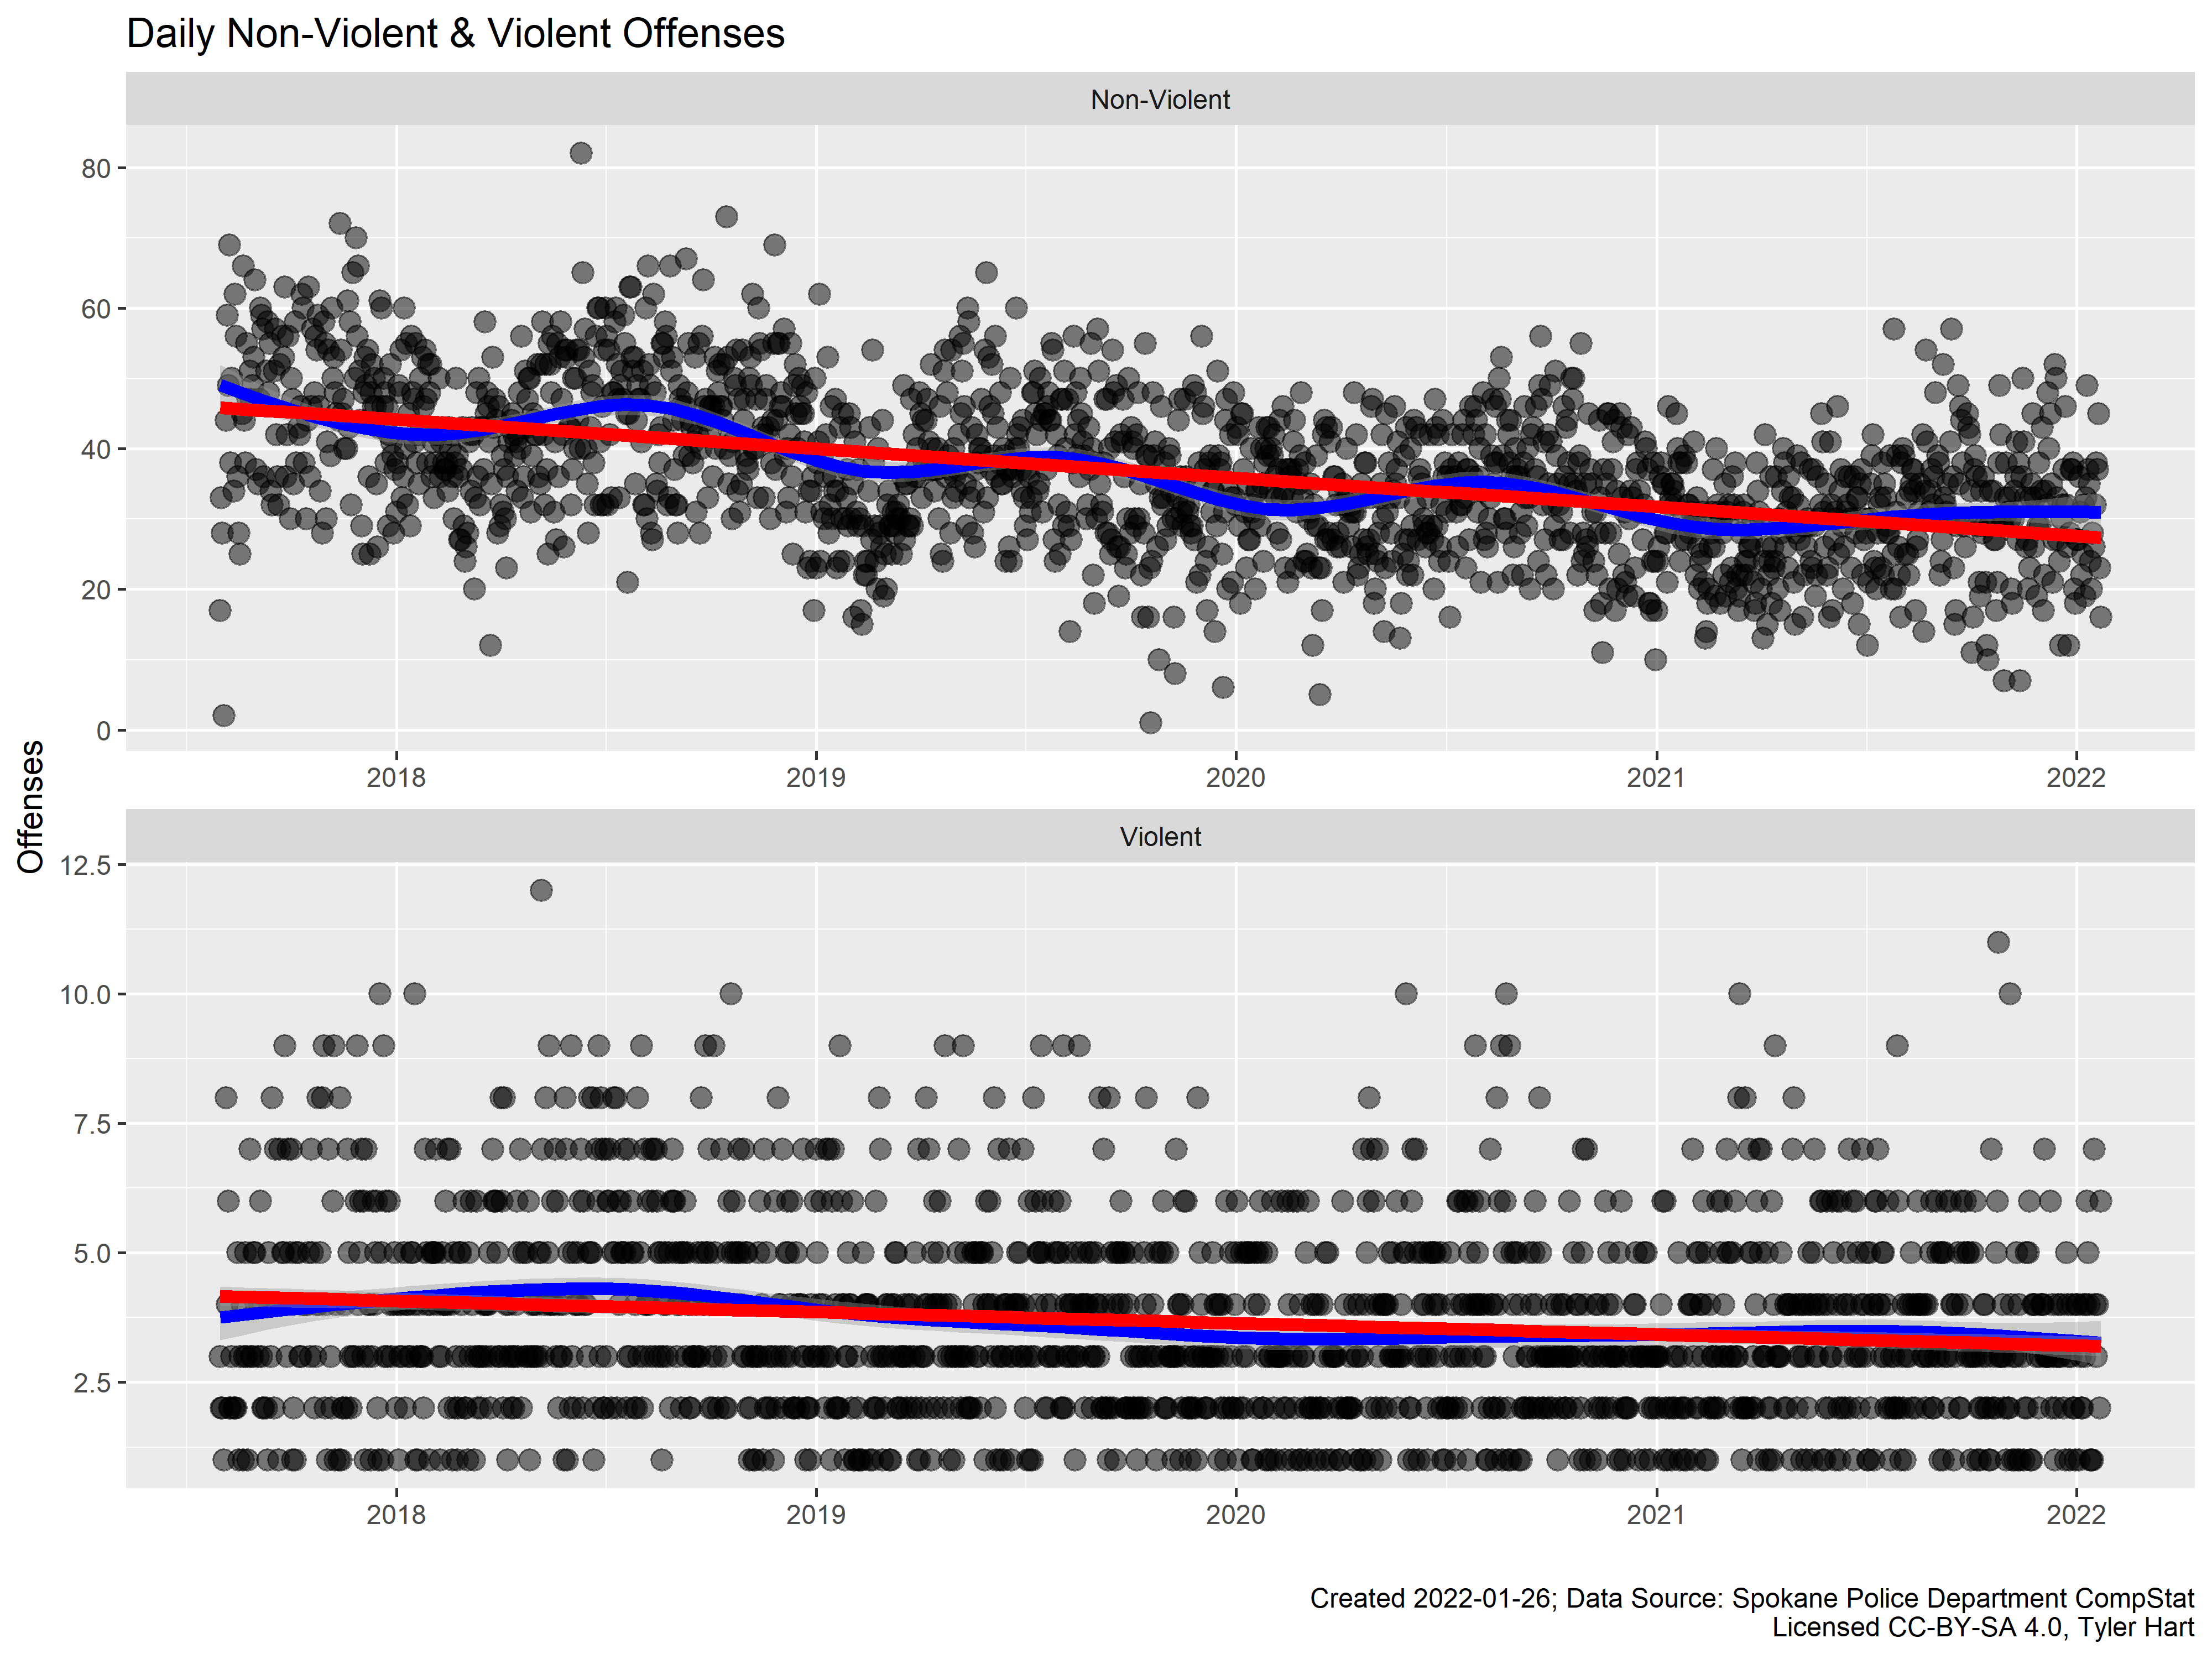 Daily Non-Violent & Violent Offenses
Non-Violent
80
60
40
20
0
2018 2019 2020 2021 2022
Offenses
Violent
12.5
10.0
7.5
5.0
2.5
2018 2019 2020 2021 2022
Created 2022-01-26; Data Source: Spokane Police Department CompStat
Licensed CC-BY-SA 4.0, Tyler Hart